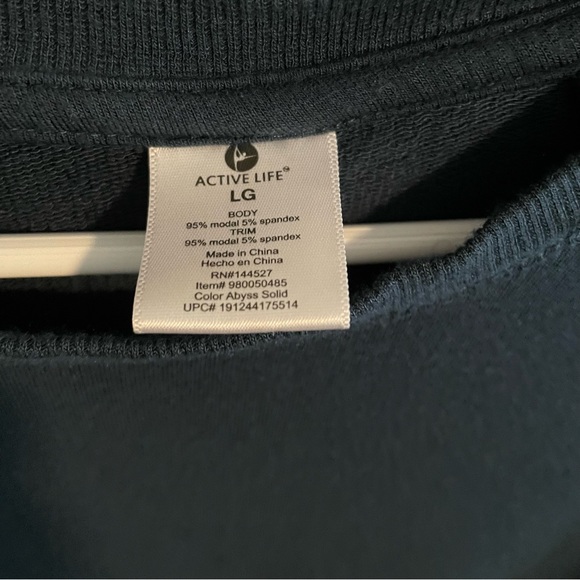 ACTIVE LIFE™
LG
BODY
95% modal 5% spandex
TRIM
95% modal 5% spandex
Made in China
Hecho en China
RN#144527
Item# 980050485
Color Abyss Solid
UPC# 191244175514